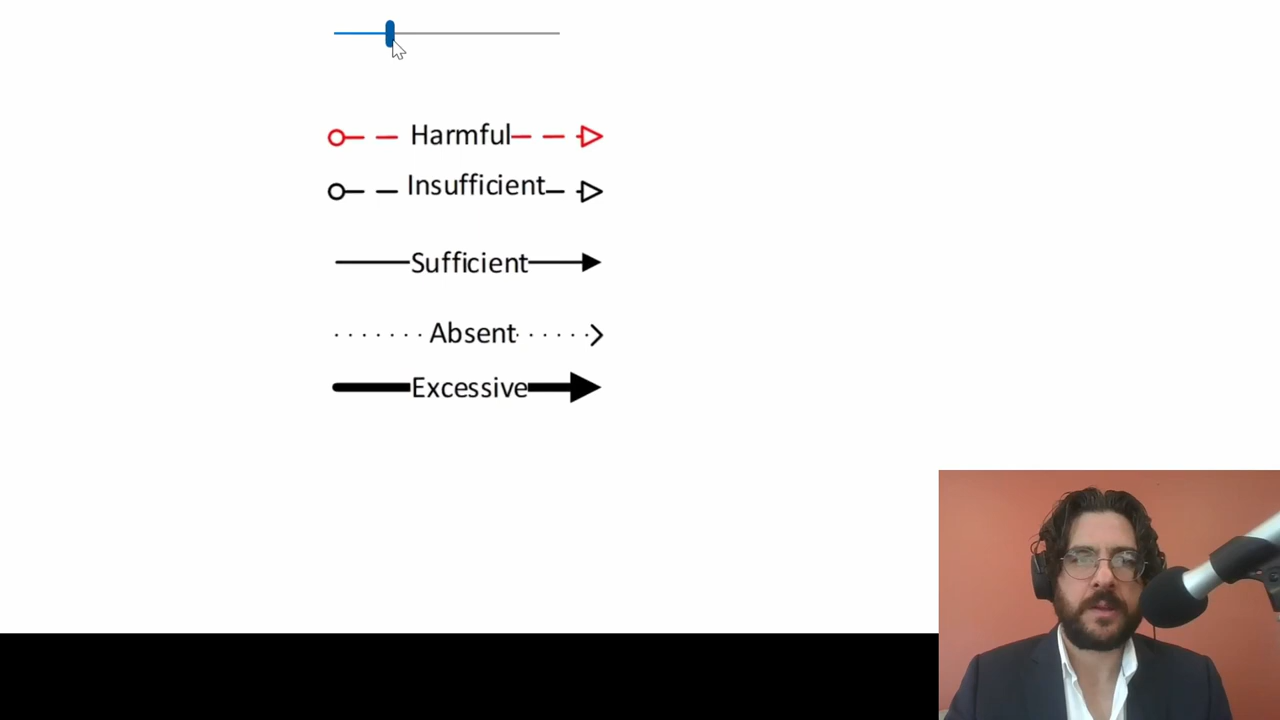 Harmful
Insufficient
Sufficient
Absent
Excessive